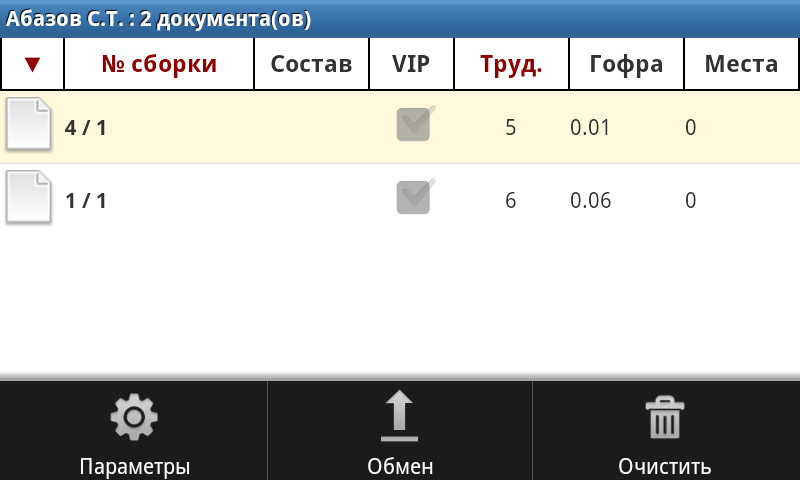 Абазов С.Т. : 2 документа(ов)
▼ № сборки Состав VIP Труд. Гофра Места
4 / 1 5 0.01 0
1 / 1 6 0.06 0
Параметры Обмен Очистить